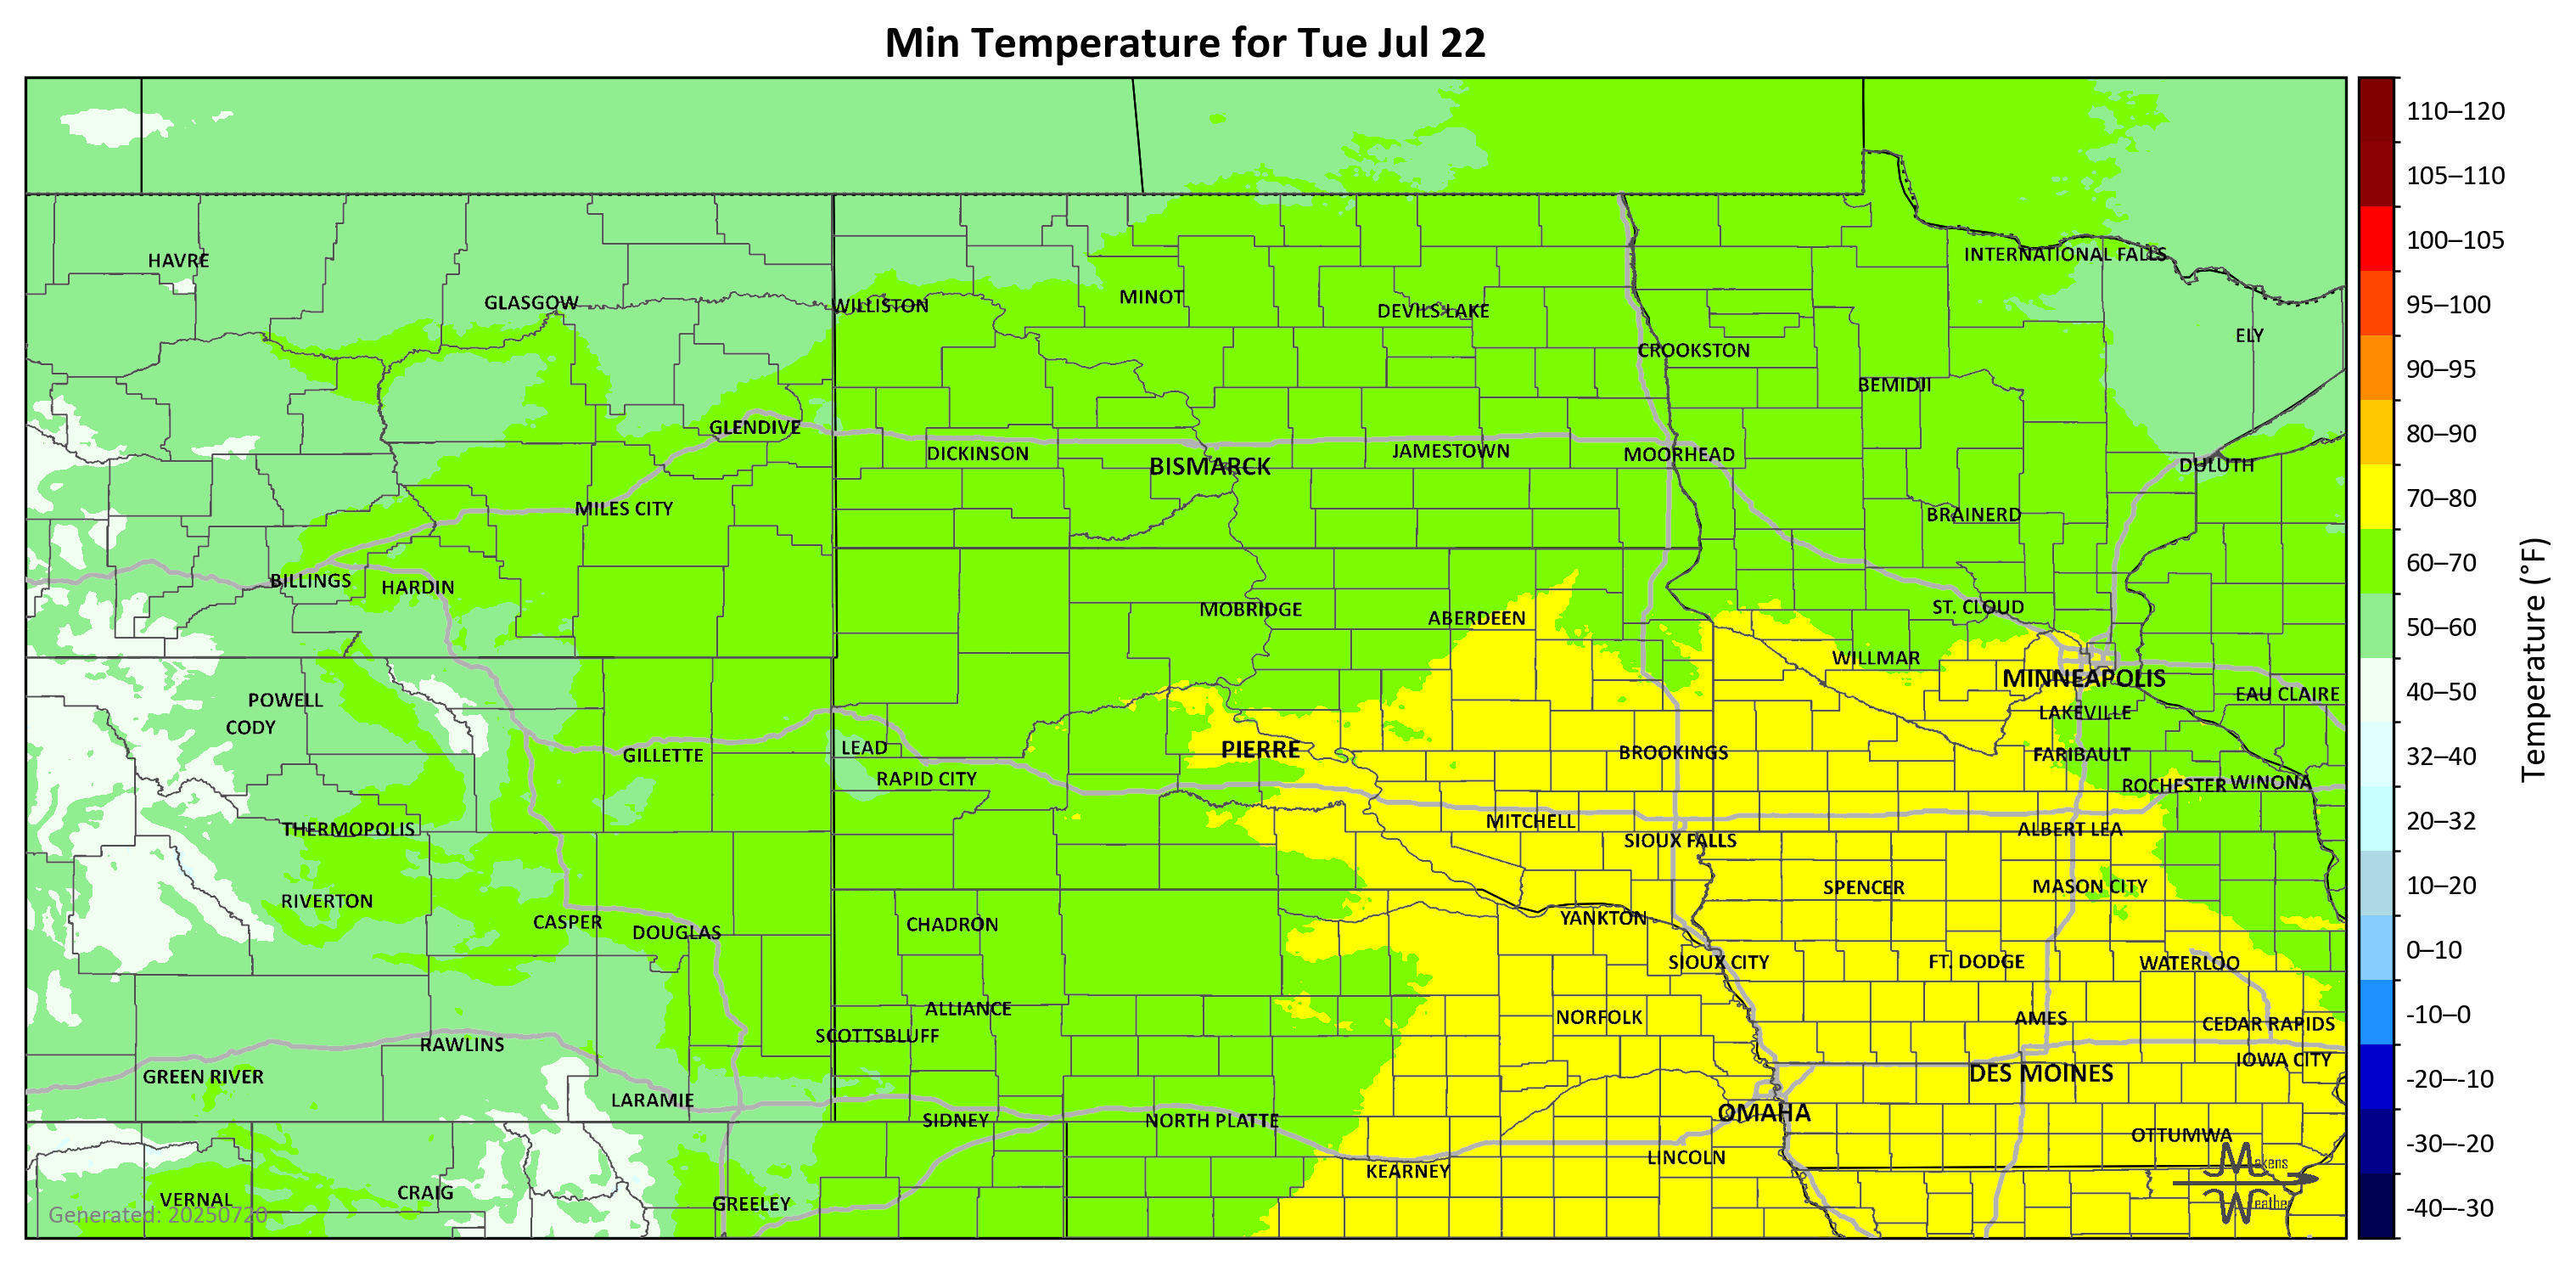 Min Temperature for Tue Jul 22
110–120
105–110
100–105
95–100
90–95
80–90
70–80
60–70
50–60
40–50
32–40
20–32
10–20
0–10
-10–0
-20–-10
-30–-20
-40–-30
Temperature (°F)
HAVRE
GLASGOW
WILLISTON
MINOT
DEVILS LAKE
INTERNATIONAL FALLS
ELY
CROOKSTON
BEMIDJI
GLENDIVE
DICKINSON
BISMARCK
JAMESTOWN
MOORHEAD
DULUTH
MILES CITY
BRAINERD
BILLINGS
HARDIN
MOBRIDGE
ABERDEEN
ST. CLOUD
WILLMAR
MINNEAPOLIS
EAU CLAIRE
POWELL
CODY
LAKEVILLE
GILLETTE
LEAD
PIERRE
BROOKINGS
FARIBAULT
RAPID CITY
ROCHESTER
WINONA
THERMOPOLIS
MITCHELL
SIOUX FALLS
ALBERT LEA
RIVERTON
SPENCER
MASON CITY
CASPER
DOUGLAS
CHADRON
YANKTON
SIOUX CITY
FT. DODGE
WATERLOO
ALLIANCE
NORFOLK
AMES
CEDAR RAPIDS
SCOTTSBLUFF
RAWLINS
IOWA CITY
GREEN RIVER
DES MOINES
LARAMIE
SIDNEY
NORTH PLATTE
OMAHA
OTTUMWA
LINCOLN
KEARNEY
VERNAL
CRAIG
GREELEY
Makens
Weather
Generated: 20250720